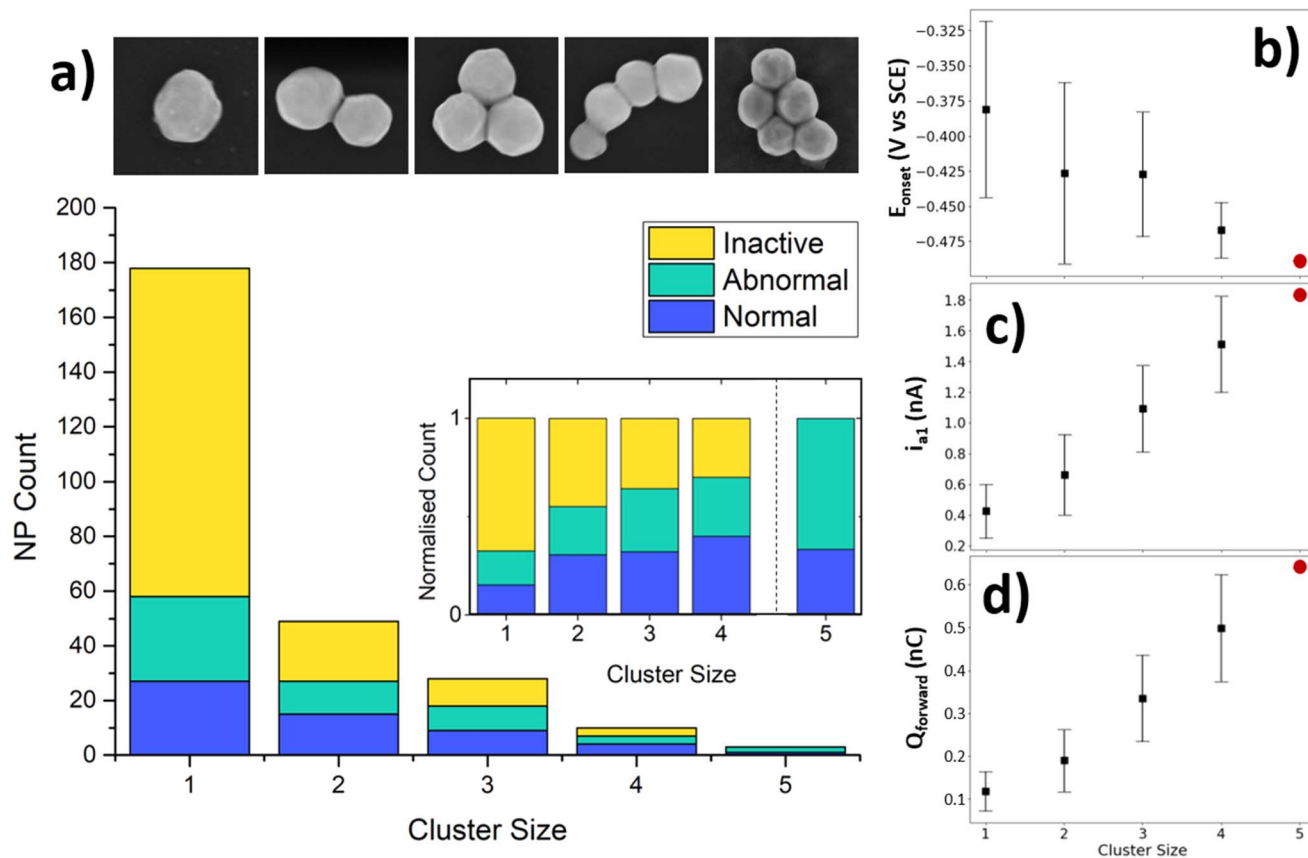 a)
200
180
160
140
120
100
80
60
40
20
0
NP Count
1 2 3 4 5
Cluster Size
Inactive
Abnormal
Normal
1
0
Normalised Count
1 2 3 4 5
Cluster Size
b)
−0.325
−0.350
−0.375
−0.400
−0.425
−0.450
−0.475
Eonset (V vs SCE)
c)
1.8
1.6
1.4
1.2
1.0
0.8
0.6
0.4
0.2
ia1 (nA)
d)
0.6
0.5
0.4
0.3
0.2
0.1
Qforward (nC)
1 2 3 4 5
Cluster Size